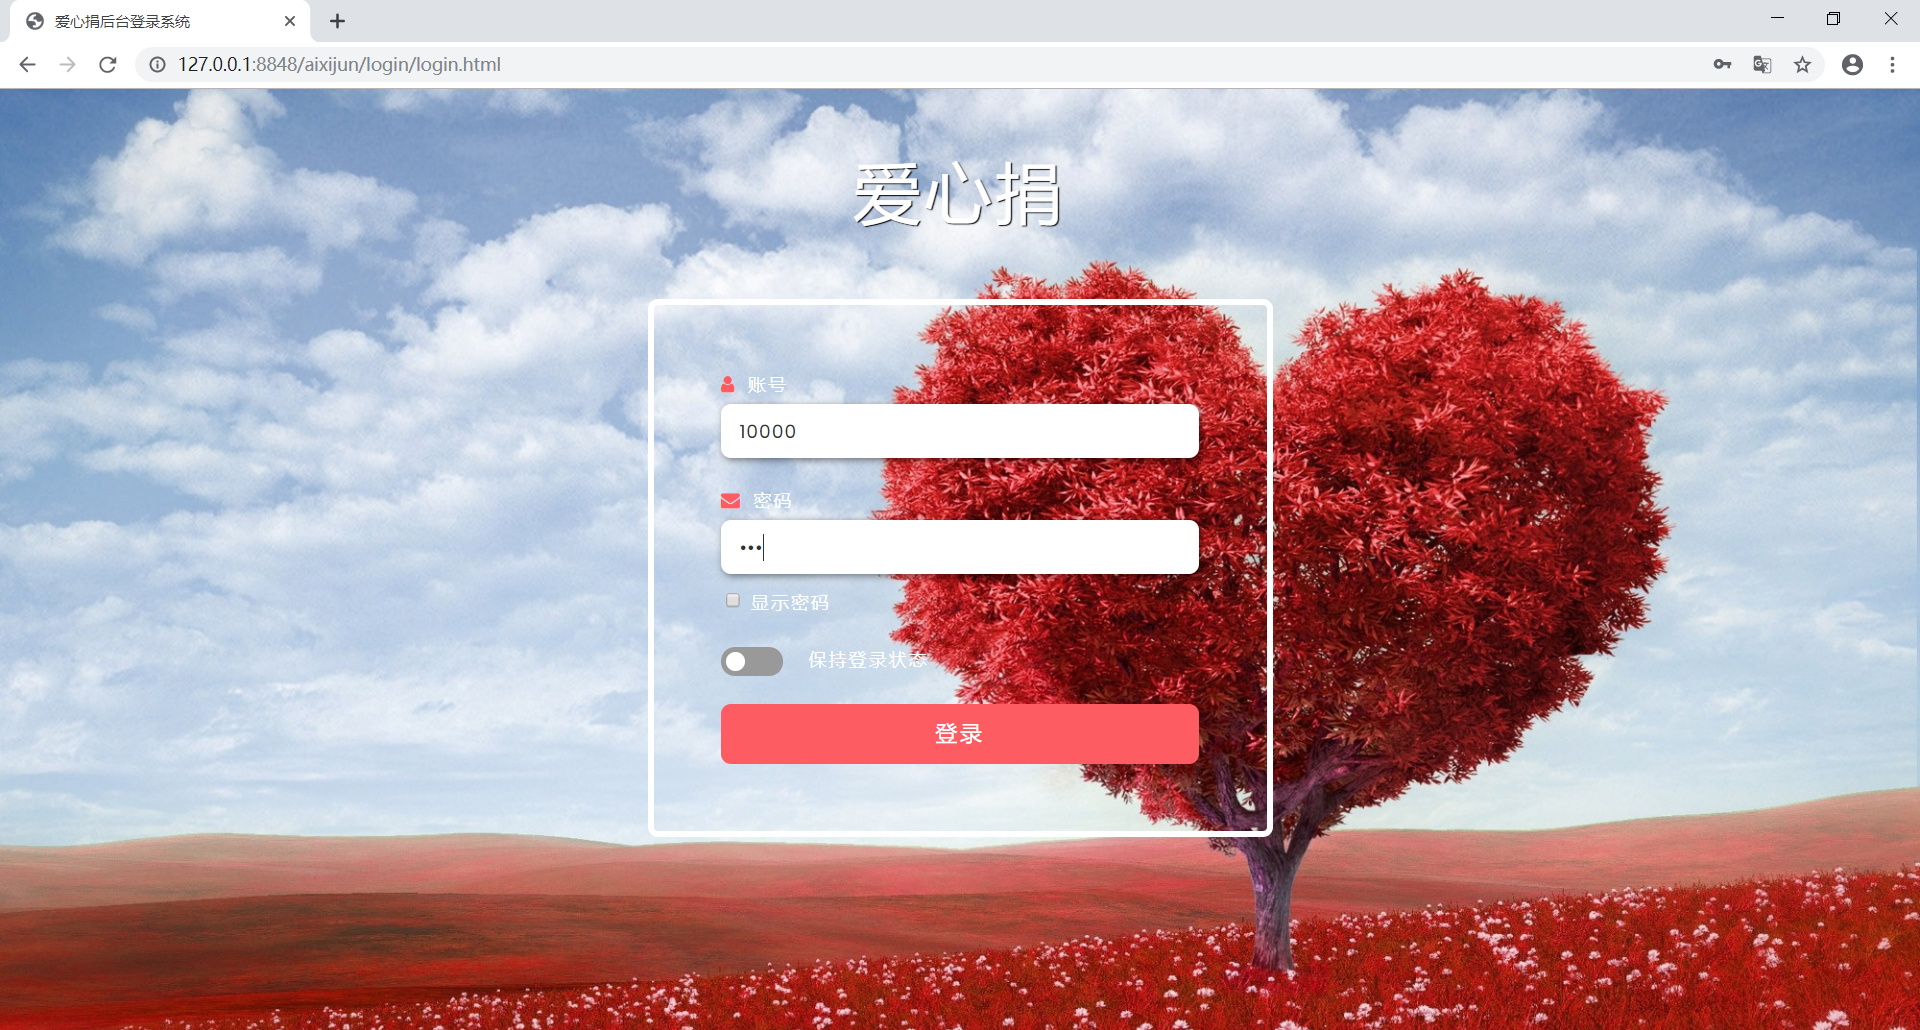 爱心捐后台登录系统
127.0.0.1:8848/aixijun/login/login.html
爱心捐
账号
10000
密码
•••
显示密码
保持登录状态
登录